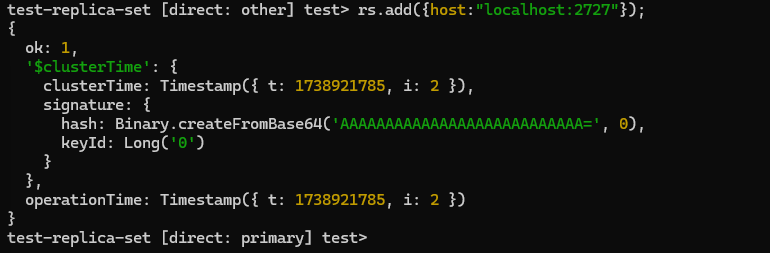 test-replica-set [direct: other] test> rs.add({host:"localhost:2727"});
{
  ok: 1,
  '$clusterTime': {
    clusterTime: Timestamp({ t: 1738921785, i: 2 }),
    signature: {
      hash: Binary.createFromBase64('AAAAAAAAAAAAAAAAAAAAAAAAAAA=', 0),
      keyId: Long('0')
    }
  },
  operationTime: Timestamp({ t: 1738921785, i: 2 })
}
test-replica-set [direct: primary] test>